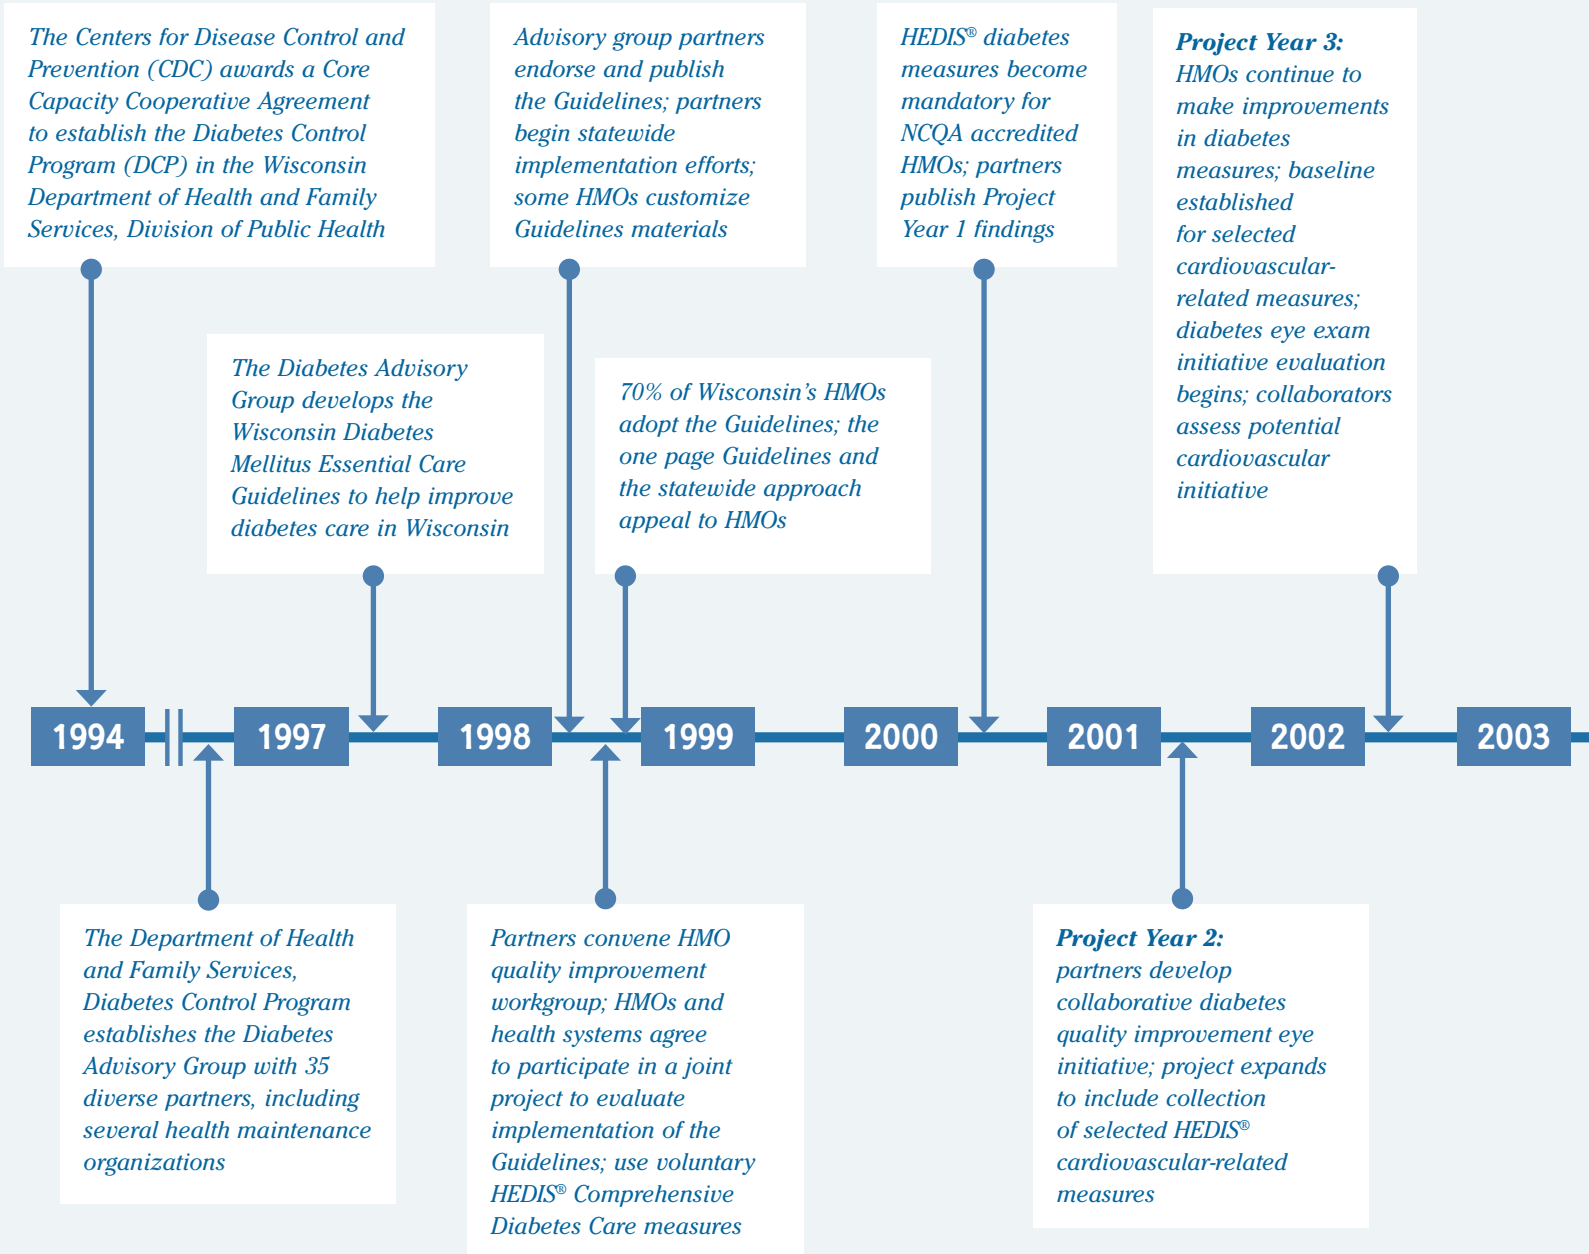 The Centers for Disease Control and
Prevention (CDC) awards a Core
Capacity Cooperative Agreement
to establish the Diabetes Control
Program (DCP) in the Wisconsin
Department of Health and Family
Services, Division of Public Health
Advisory group partners
endorse and publish
the Guidelines; partners
begin statewide
implementation efforts;
some HMOs customize
Guidelines materials
HEDIS® diabetes
measures become
mandatory for
NCQA accredited
HMOs; partners
publish Project
Year 1 findings
Project Year 3:
HMOs continue to
make improvements
in diabetes
measures; baseline
established
for selected
cardiovascular-
related measures;
diabetes eye exam
initiative evaluation
begins; collaborators
assess potential
cardiovascular
initiative
The Diabetes Advisory
Group develops the
Wisconsin Diabetes
Mellitus Essential Care
Guidelines to help improve
diabetes care in Wisconsin
70% of Wisconsin’s HMOs
adopt the Guidelines; the
one page Guidelines and
the statewide approach
appeal to HMOs
1994
1997
1998
1999
2000
2001
2002
2003
The Department of Health
and Family Services,
Diabetes Control Program
establishes the Diabetes
Advisory Group with 35
diverse partners, including
several health maintenance
organizations
Partners convene HMO
quality improvement
workgroup; HMOs and
health systems agree
to participate in a joint
project to evaluate
implementation of the
Guidelines; use voluntary
HEDIS® Comprehensive
Diabetes Care measures
Project Year 2:
partners develop
collaborative diabetes
quality improvement eye
initiative; project expands
to include collection
of selected HEDIS®
cardiovascular-related
measures